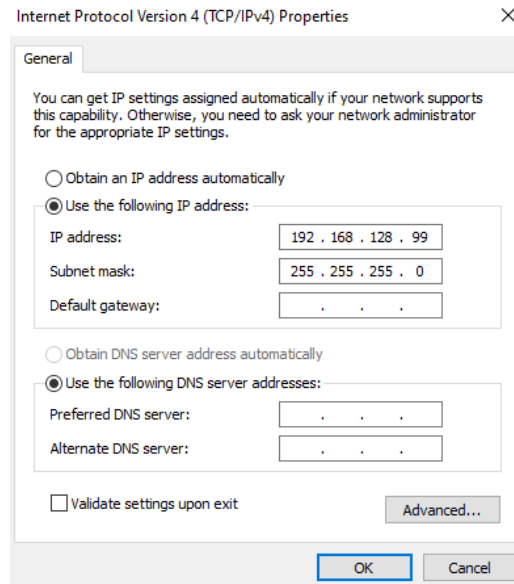 Internet Protocol Version 4 (TCP/IPv4) Properties
General
You can get IP settings assigned automatically if your network supports
this capability. Otherwise, you need to ask your network administrator
for the appropriate IP settings.
Obtain an IP address automatically
Use the following IP address:
IP address: 192 . 168 . 128 . 99
Subnet mask: 255 . 255 . 255 . 0
Default gateway: . . .
Obtain DNS server address automatically
Use the following DNS server addresses:
Preferred DNS server: . . .
Alternate DNS server: . . .
Validate settings upon exit Advanced...
OK Cancel